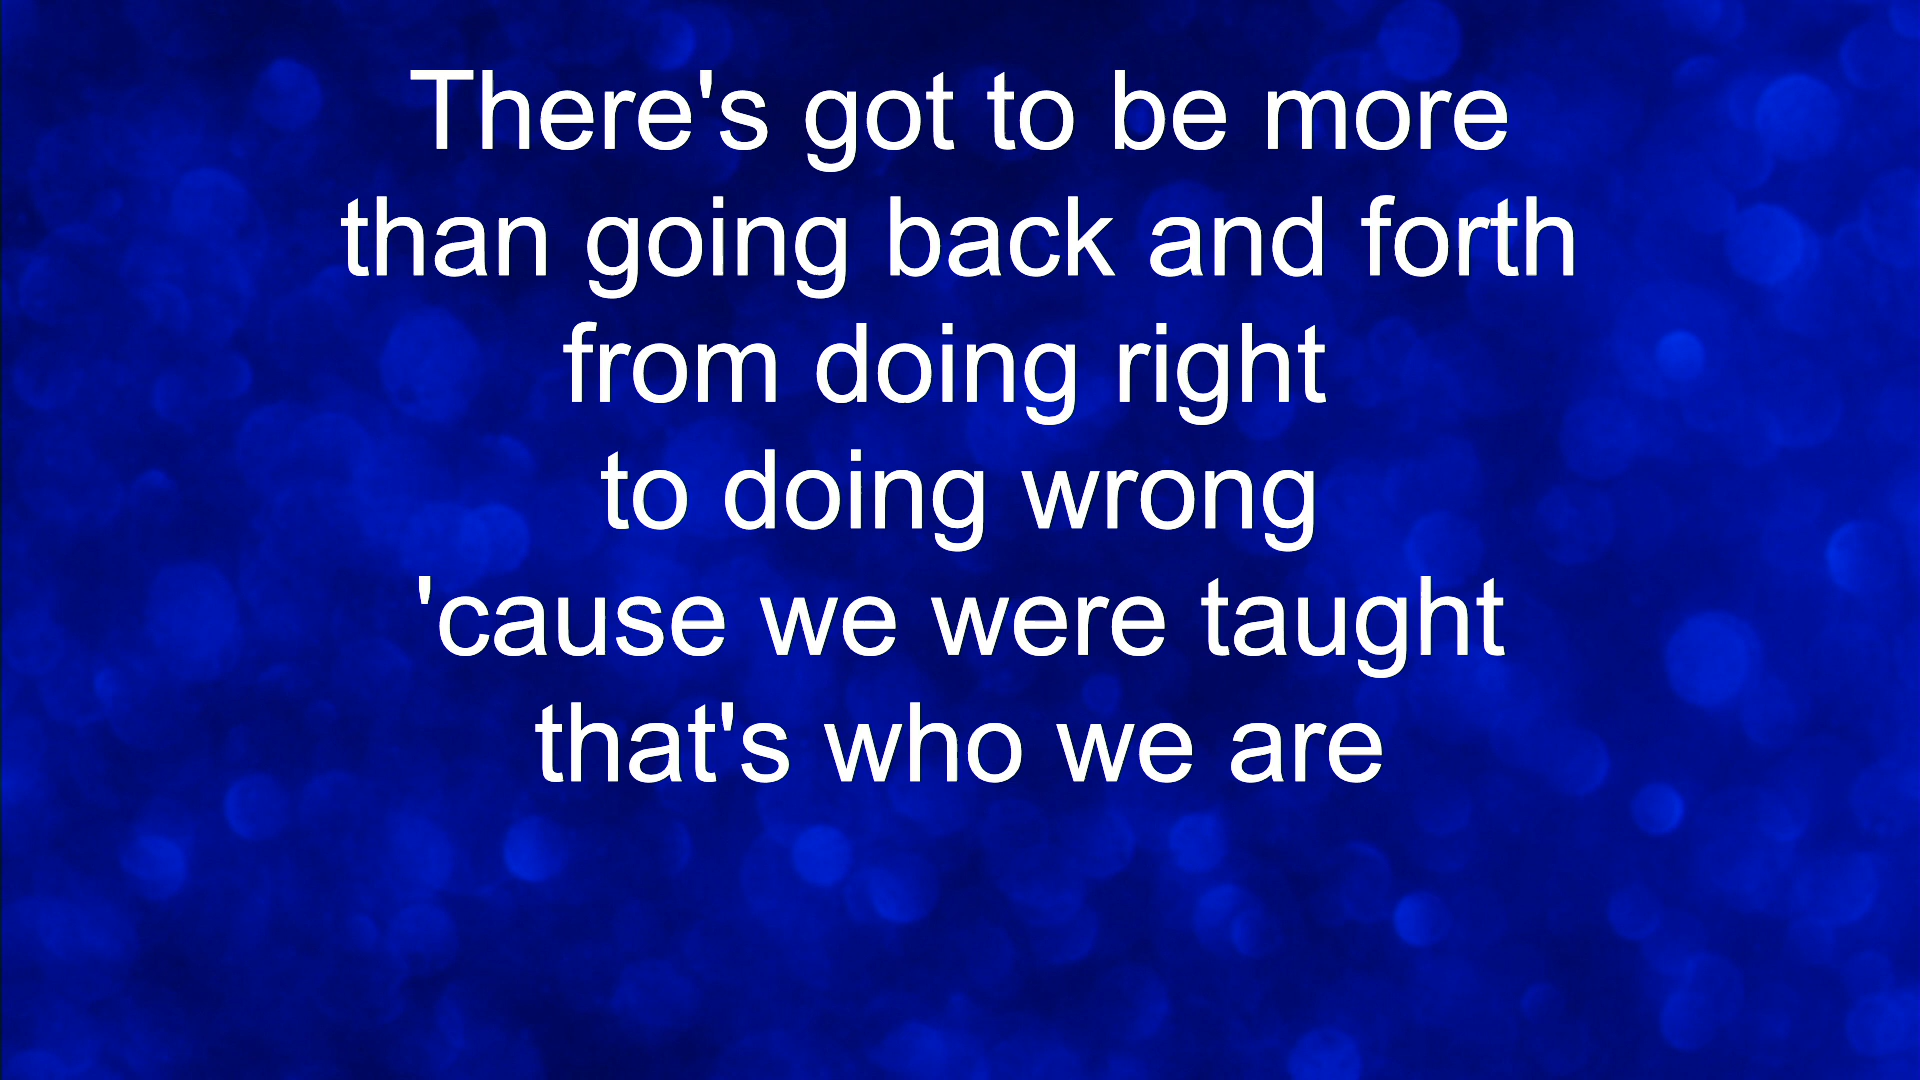 There's got to be more
than going back and forth
from doing right
to doing wrong
'cause we were taught
that's who we are